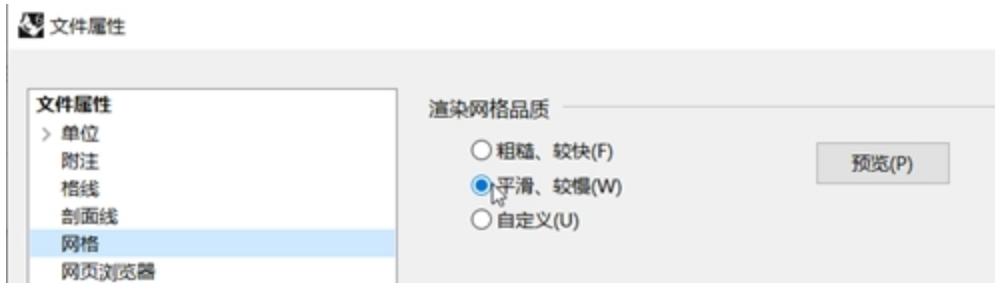 文件属性
文件属性
单位
附注
格线
剖面线
网格
网页浏览器
渲染网格品质
粗糙、较快(F)
平滑、较慢(W)
自定义(U)
预览(P)